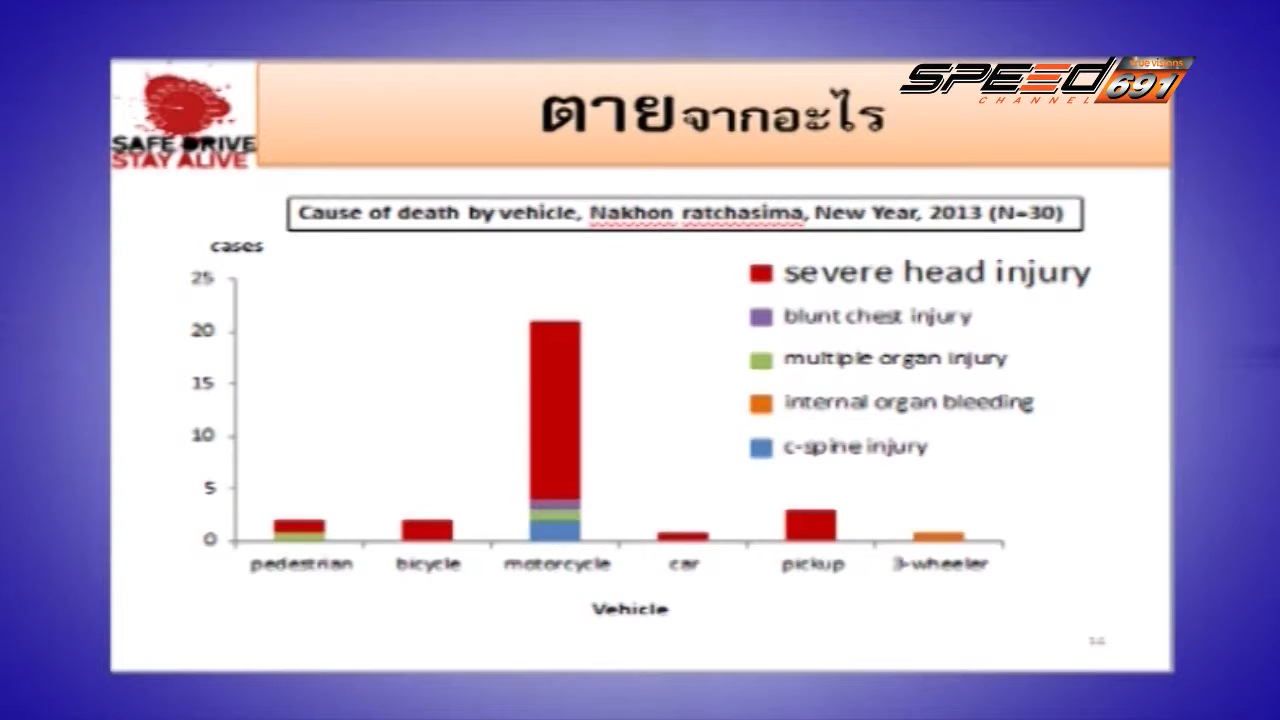 SPEED
true visions
CHANNEL
691
SAFE DRIVE
STAY ALIVE
ตายจากอะไร
Cause of death by vehicle, Nakhon ratchasima, New Year, 2013 (N=30)
cases
25
20
15
10
5
0
severe head injury
blunt chest injury
multiple organ injury
internal organ bleeding
c-spine injury
pedestrian bicycle motorcycle car pickup 3-wheeler
Vehicle